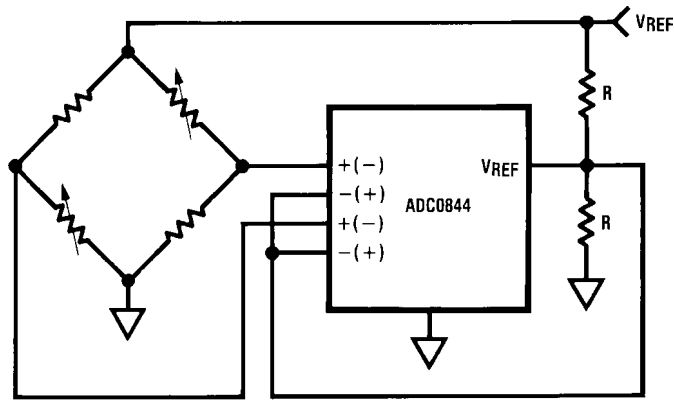 VREF
R
+(−)
−(+)
+(−)
−(+)
ADC0844
VREF
R